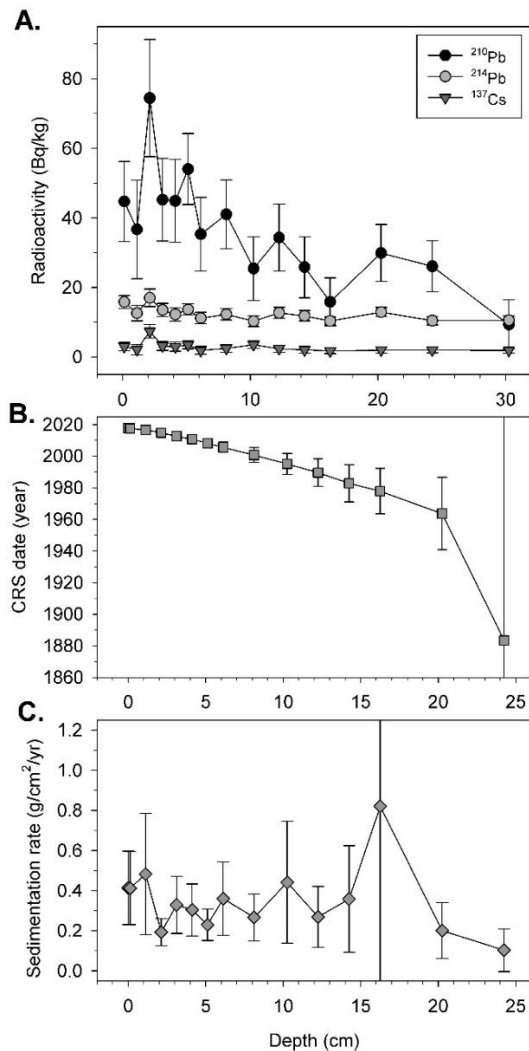 A.
Radioactivity (Bq/kg)
80
60
40
20
0
²¹⁰Pb
²¹⁴Pb
¹³⁷Cs
0 10 20 30
B.
CRS date (year)
2020
2000
1980
1960
1940
1920
1900
1880
1860
0 5 10 15 20 25
C.
Sedimentation rate (g/cm²/yr)
1.2
1.0
0.8
0.6
0.4
0.2
0.0
0 5 10 15 20 25
Depth (cm)